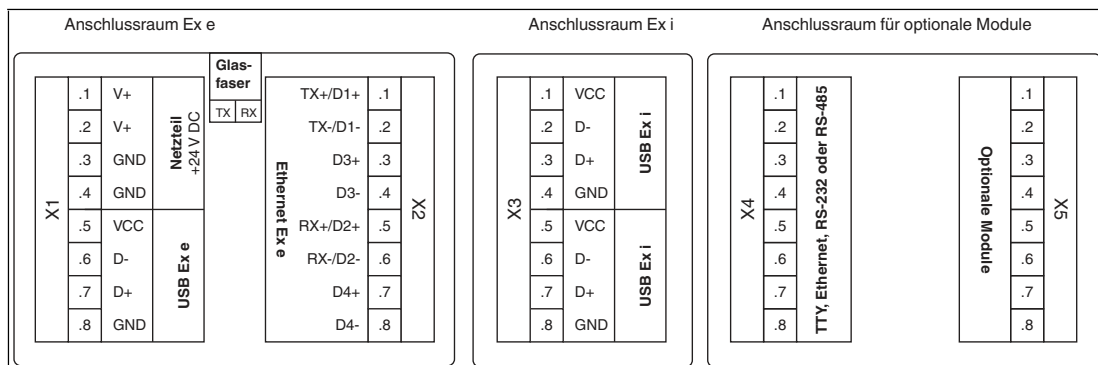 Anschlussraum Ex e
Anschlussraum Ex i
Anschlussraum für optionale Module
X1
.1 V+
.2 V+
.3 GND
.4 GND
.5 VCC
.6 D-
.7 D+
.8 GND
Netzteil
+24 V DC
USB Ex e
Glas-
faser
TX RX
Ethernet Ex e
TX+/D1+ .1
TX-/D1- .2
D3+ .3
D3- .4
RX+/D2+ .5
RX-/D2- .6
D4+ .7
D4- .8
X2
X3
.1 VCC
.2 D-
.3 D+
.4 GND
.5 VCC
.6 D-
.7 D+
.8 GND
USB Ex i
USB Ex i
X4
.1
.2
.3
.4
.5
.6
.7
.8
TTY, Ethernet, RS-232 oder RS-485
Optionale Module
.1
.2
.3
.4
.5
.6
.7
.8
X5